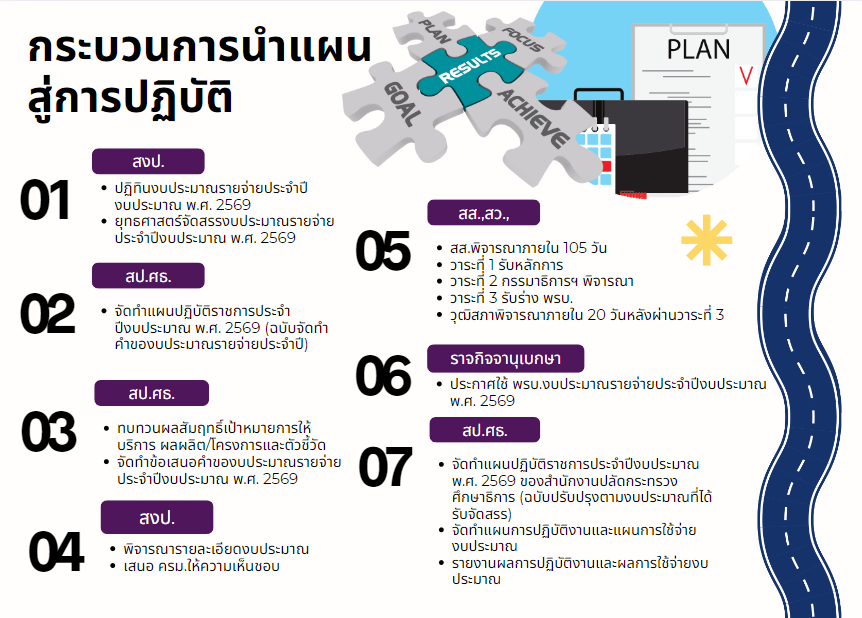 กระบวนการนำแผน
สู่การปฏิบัติ
PLAN
FOCUS
RESULTS
GOAL
ACHIEVE
PLAN
01
สงป.
• ปฏิทินงบประมาณรายจ่ายประจำปี
งบประมาณ พ.ศ. 2569
• ยุทธศาสตร์จัดสรรงบประมาณรายจ่าย
ประจำปีงบประมาณ พ.ศ. 2569
02
สป.ศธ.
• จัดทำแผนปฏิบัติราชการประจำ
ปีงบประมาณ พ.ศ. 2569 (ฉบับจัดทำ
คำของบประมาณรายจ่ายประจำปี)
03
สป.ศธ.
• ทบทวนผลสัมฤทธิ์เป้าหมายการให้
บริการ ผลผลิต/โครงการและตัวชี้วัด
• จัดทำข้อเสนอคำของบประมาณรายจ่าย
ประจำปีงบประมาณ พ.ศ. 2569
04
สงป.
• พิจารณารายละเอียดงบประมาณ
• เสนอ ครม.ให้ความเห็นชอบ
05
สส.,สว.,
• สส.พิจารณาภายใน 105 วัน
• วาระที่ 1 รับหลักการ
• วาระที่ 2 กรรมาธิการฯ พิจารณา
• วาระที่ 3 รับร่าง พรบ.
• วุฒิสภาพิจารณาภายใน 20 วันหลังผ่านวาระที่ 3
06
ราจกิจจานุเบกษา
• ประกาศใช้ พรบ.งบประมาณรายจ่ายประจำปีงบประมาณ
พ.ศ. 2569
07
สป.ศธ.
• จัดทำแผนปฏิบัติราชการประจำปีงบประมาณ
พ.ศ. 2569 ของสำนักงานปลัดกระทรวง
ศึกษาธิการ (ฉบับปรับปรุงตามงบประมาณที่ได้
รับจัดสรร)
• จัดทำแผนการปฏิบัติงานและแผนการใช้จ่าย
งบประมาณ
• รายงานผลการปฏิบัติงานและผลการใช้จ่ายงบ
ประมาณ